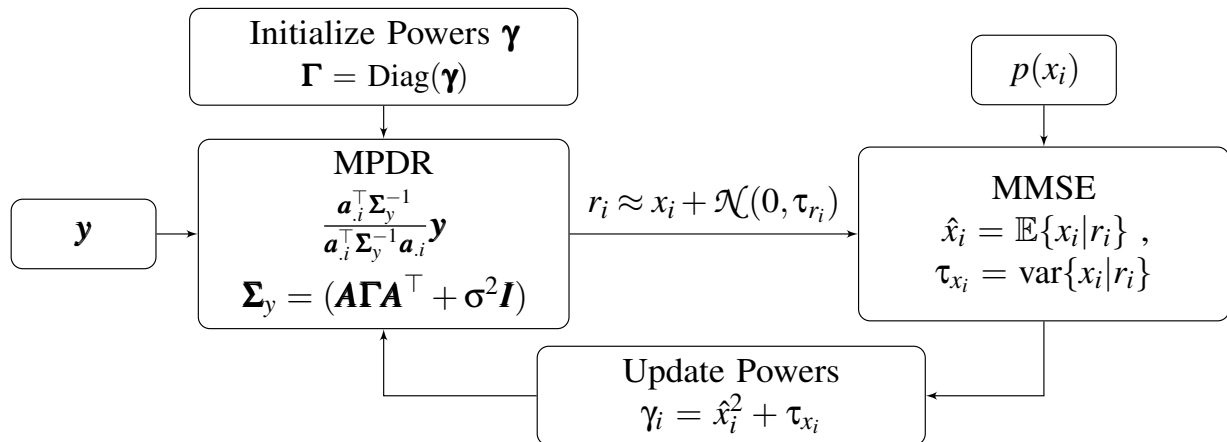 Initialize Powers γ
Γ = Diag(γ)
p(x_i)
y
MPDR
\frac{a_{.i}^⊤ Σ_y^{-1}}{a_{.i}^⊤ Σ_y^{-1} a_{.i}} y
Σ_y = (AΓA^⊤ + σ^2 I)
r_i ≈ x_i + 𝒩(0, τ_{r_i})
MMSE
x̂_i = 𝔼{x_i|r_i} ,
τ_{x_i} = var{x_i|r_i}
Update Powers
γ_i = x̂_i^2 + τ_{x_i}